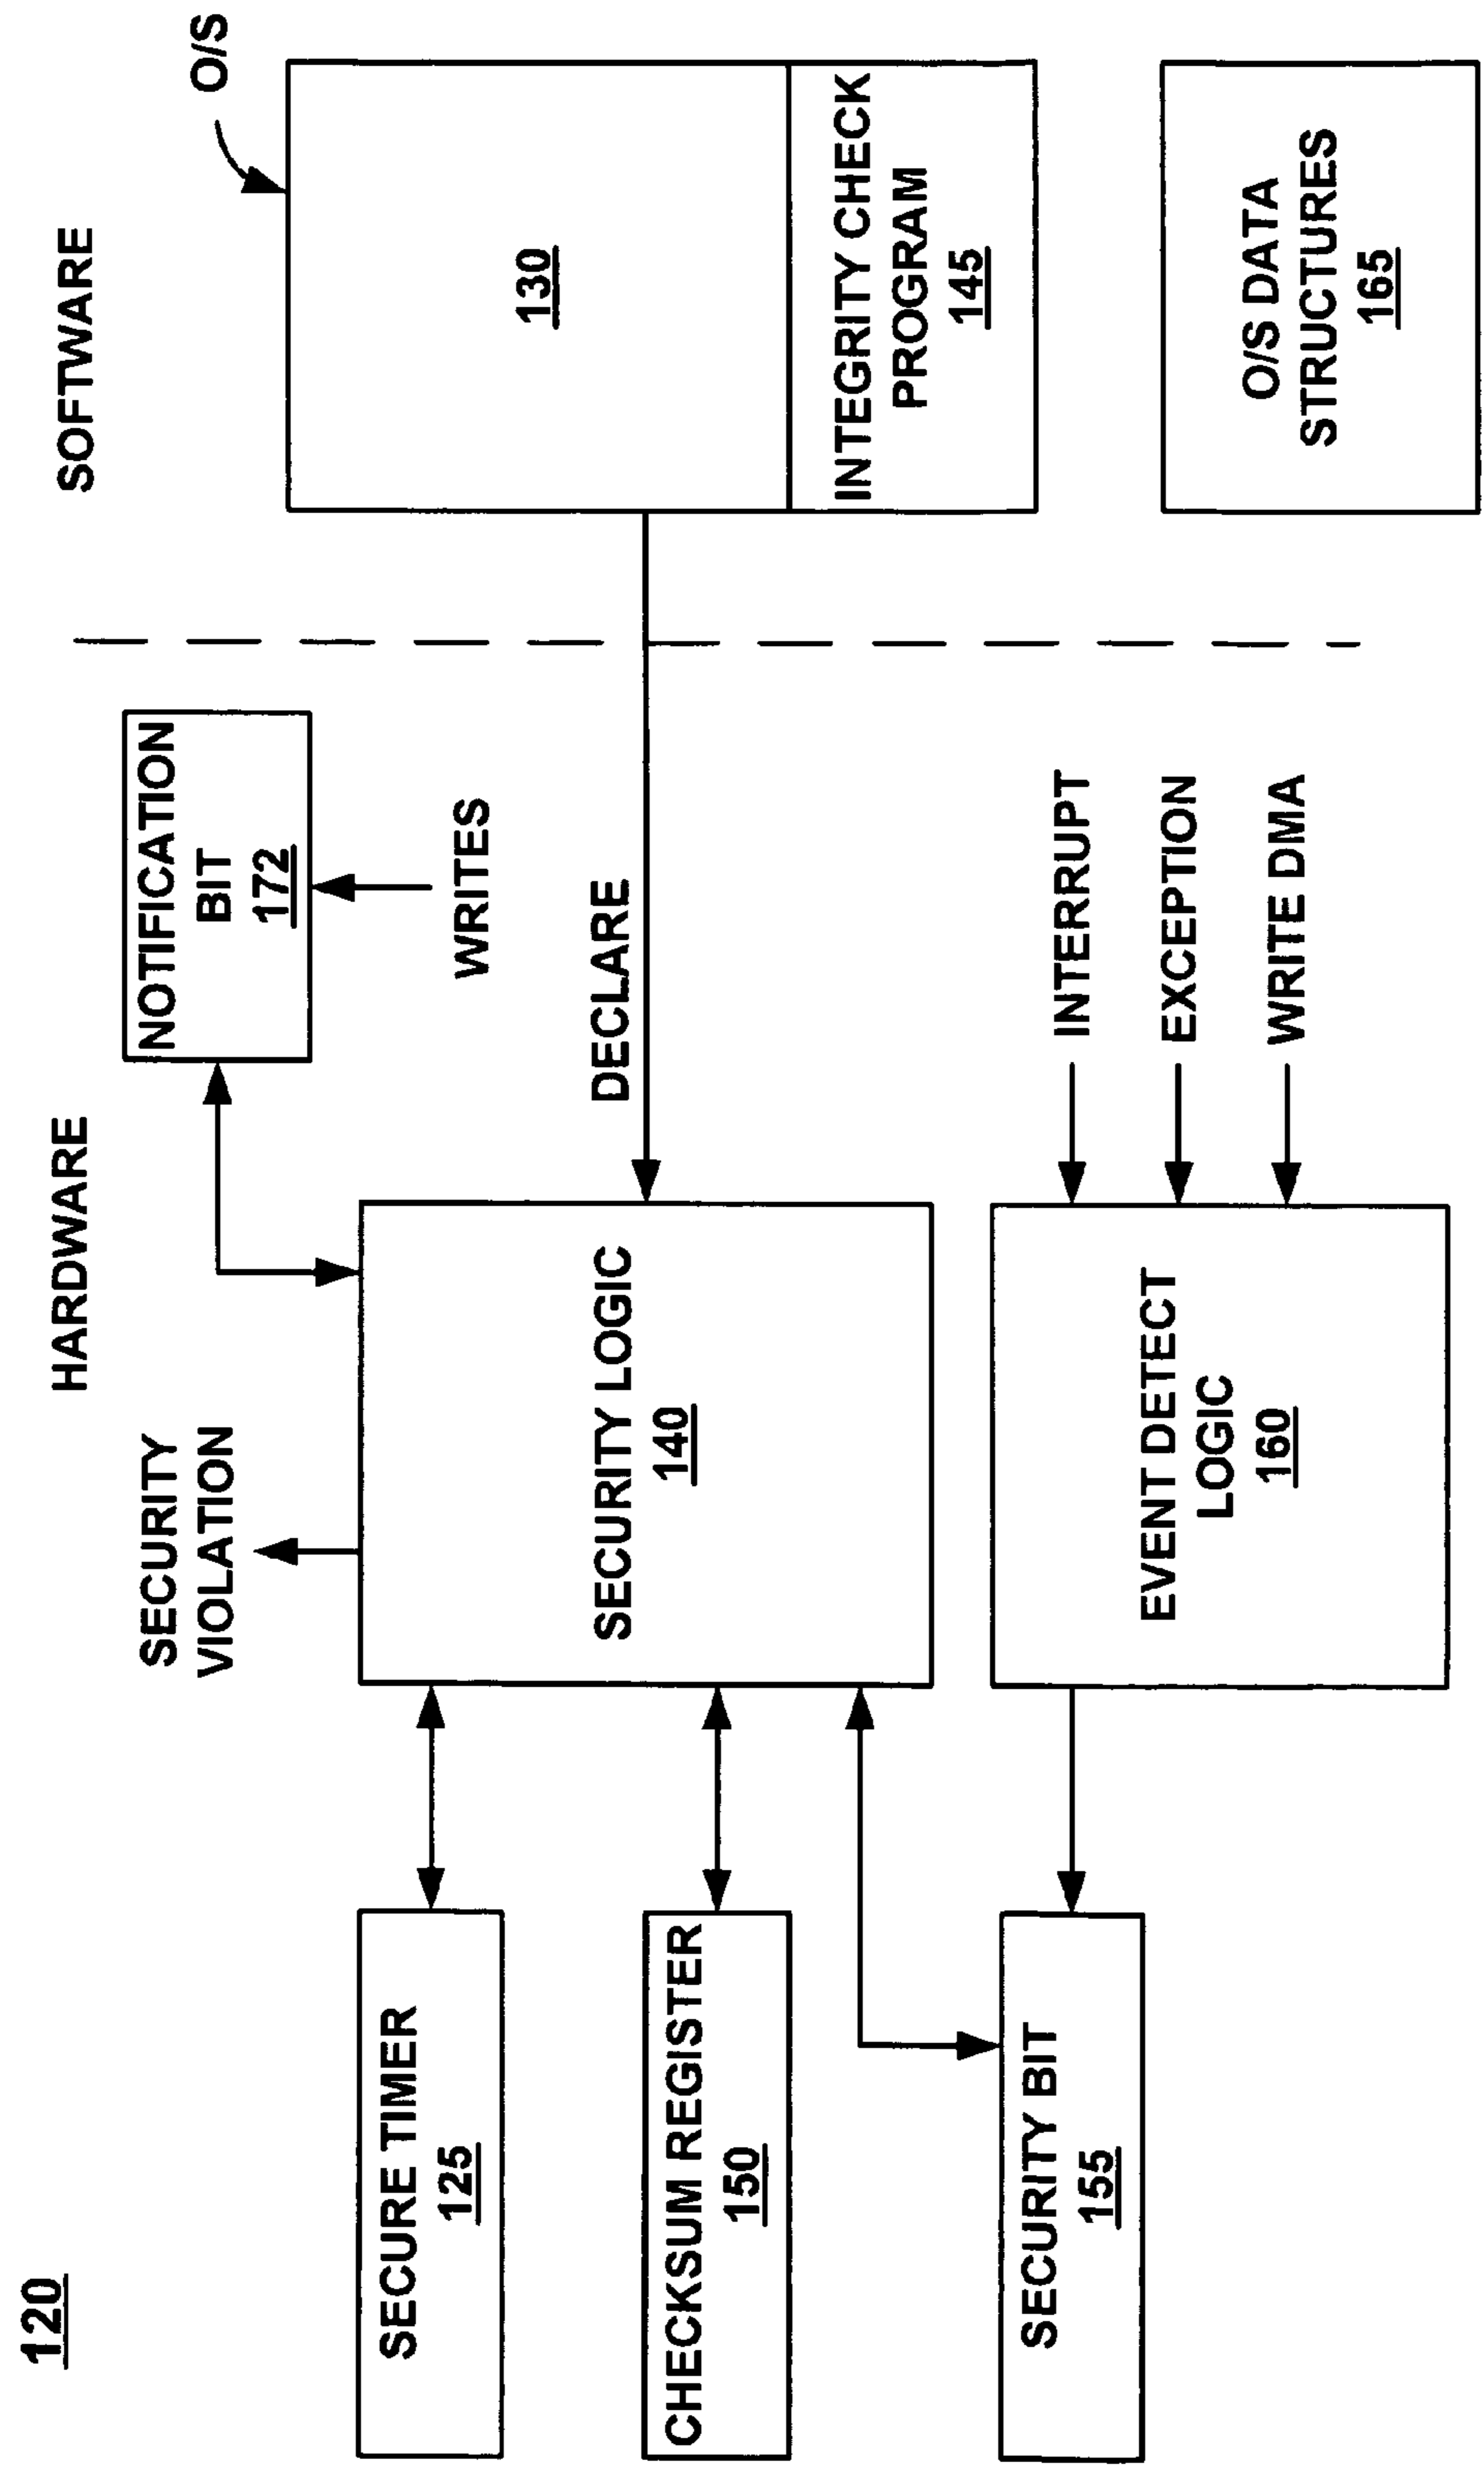 120
HARDWARE
SOFTWARE
O/S
SECURITY
VIOLATION
NOTIFICATION
BIT
172
WRITES
SECURE TIMER
125
SECURITY LOGIC
140
DECLARE
130
CHECKSUM REGISTER
150
INTEGRITY CHECK
PROGRAM
145
SECURITY BIT
155
EVENT DETECT
LOGIC
160
INTERRUPT
EXCEPTION
WRITE DMA
O/S DATA
STRUCTURES
165